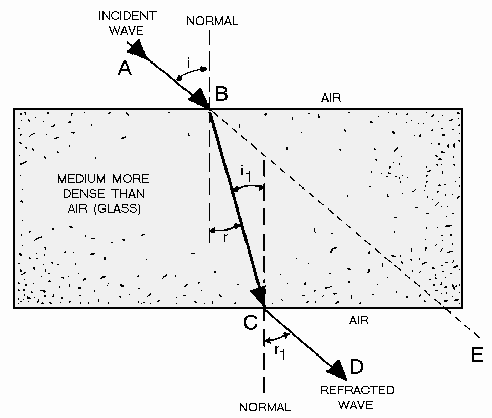 INCIDENT
WAVE
NORMAL
A
i
B
AIR
MEDIUM MORE
DENSE THAN
AIR (GLASS)
i1
r
C
AIR
E
r1
D
REFRACTED
WAVE
NORMAL